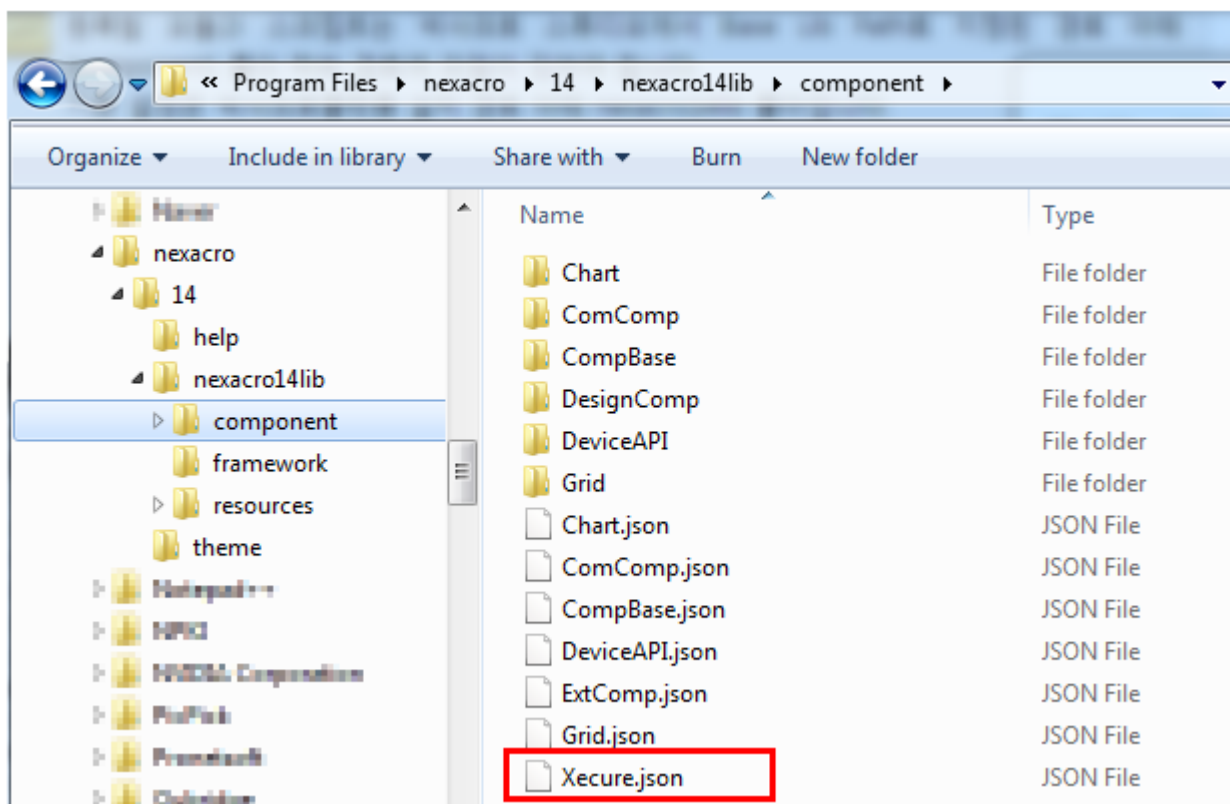 « Program Files ▸ nexacro ▸ 14 ▸ nexacro14lib ▸ component ▸
Organize ▼ Include in library ▼ Share with ▼ Burn New folder
nexacro
14
help
nexacro14lib
component
framework
resources
theme
Name Type
Chart File folder
ComComp File folder
CompBase File folder
DesignComp File folder
DeviceAPI File folder
Grid File folder
Chart.json JSON File
ComComp.json JSON File
CompBase.json JSON File
DeviceAPI.json JSON File
ExtComp.json JSON File
Grid.json JSON File
Xecure.json JSON File